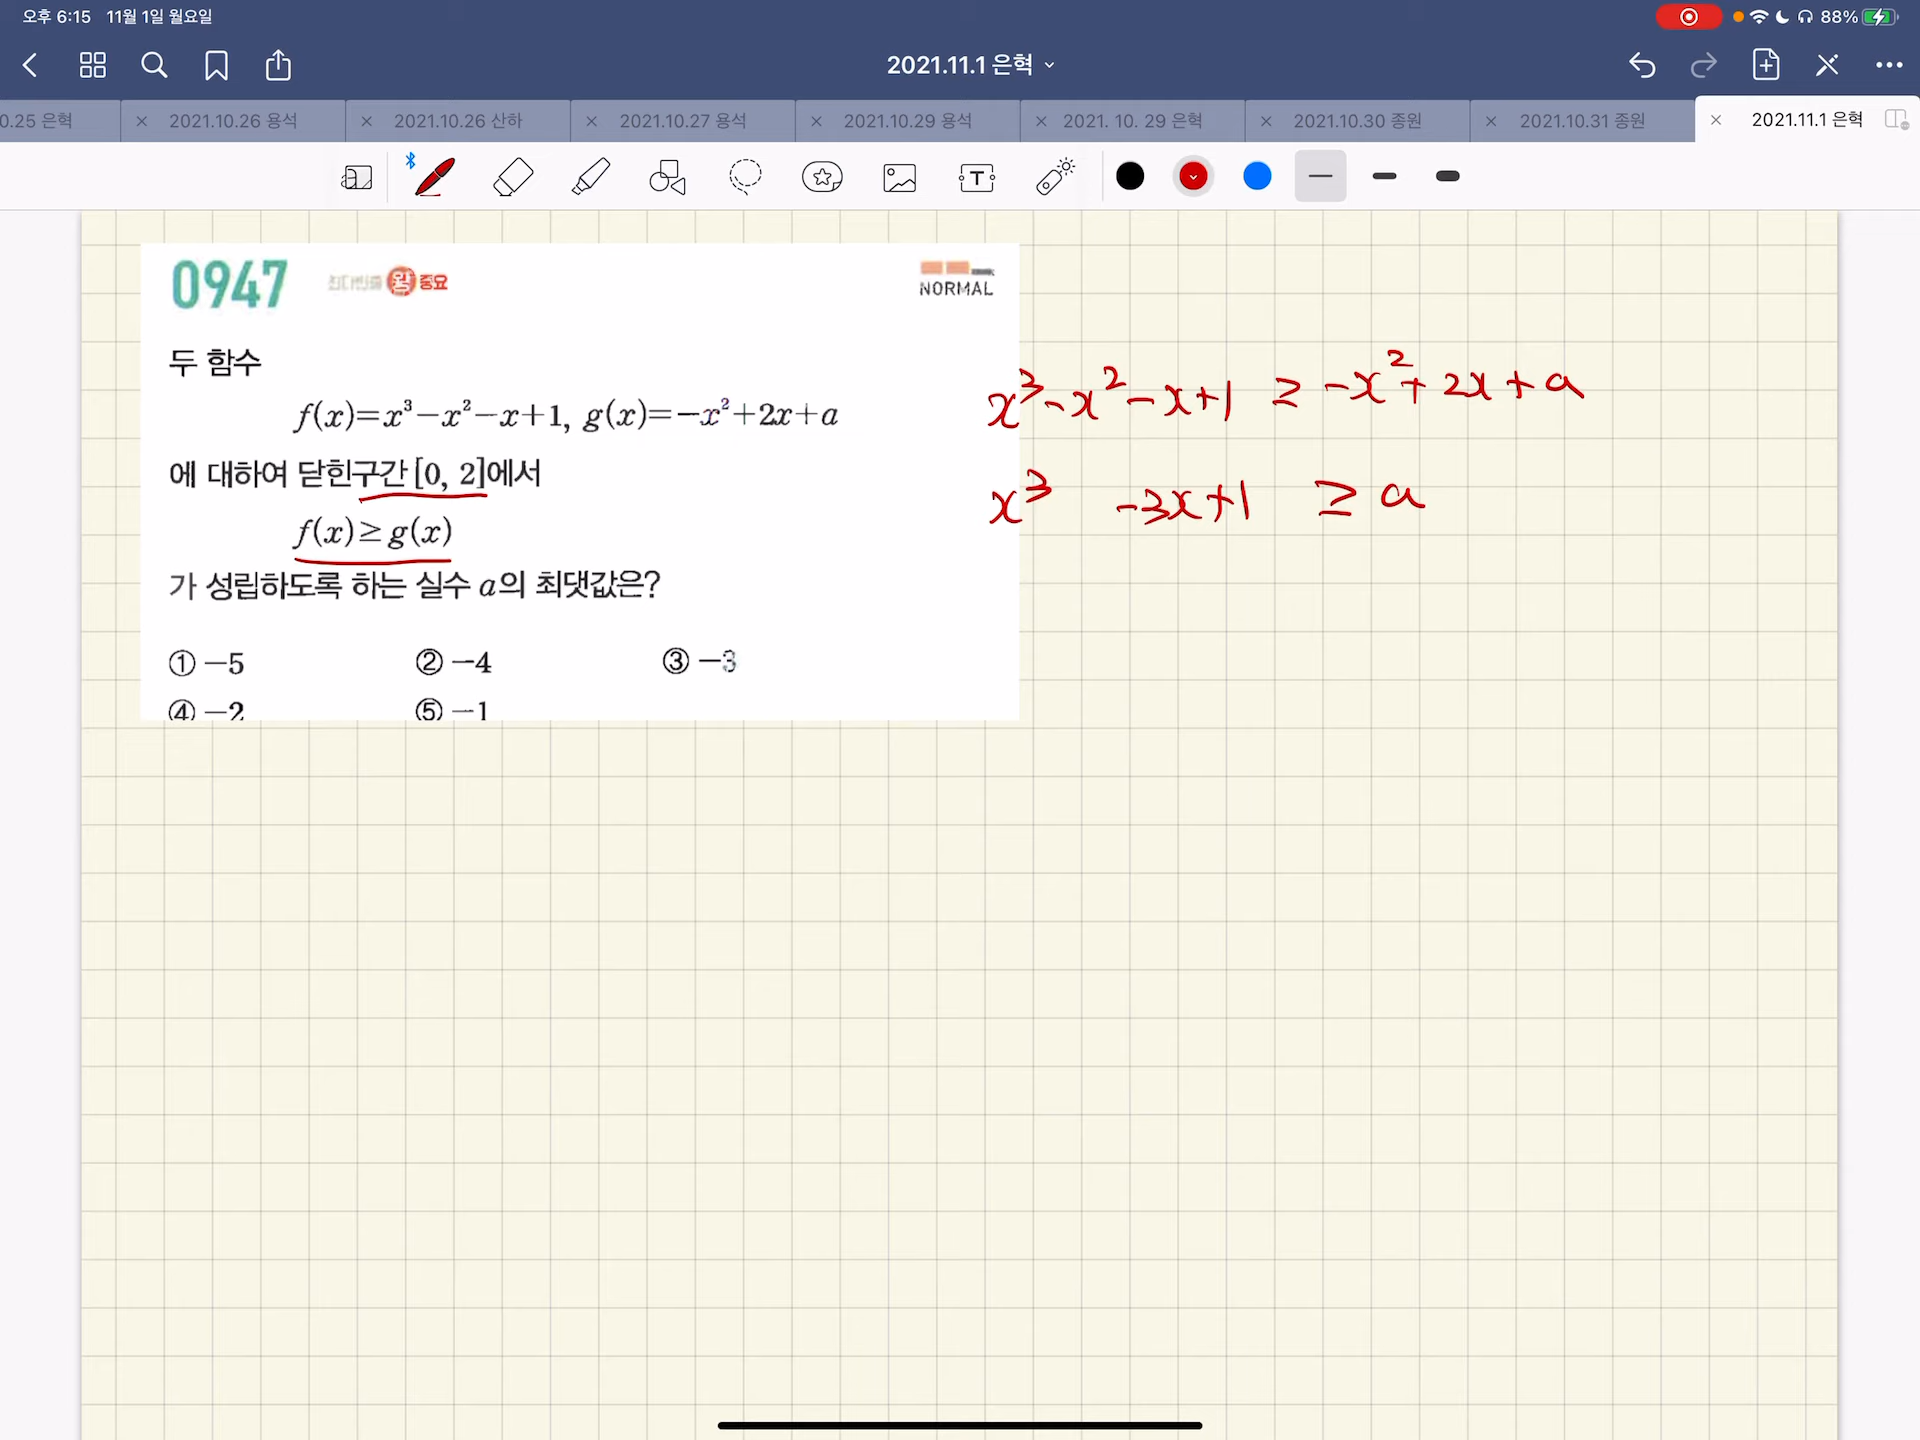 오후 6:15 11월 1일 월요일 88%
2021.11.1 은혁
0.25 은혁 2021.10.26 용석 2021.10.26 산하 2021.10.27 용석 2021.10.29 용석 2021. 10. 29 은혁 2021.10.30 종원 2021.10.31 종원 2021.11.1 은혁
0947 왕중요 NORMAL
두 함수
f(x)=x³−x²−x+1, g(x)=−x²+2x+a
에 대하여 닫힌구간 [0, 2]에서
f(x)≥g(x)
가 성립하도록 하는 실수 a의 최댓값은?
① −5 ② −4 ③ −3
④ −2 ⑤ −1
x³−x²−x+1 ≥ −x²+2x+a
x³ −3x+1 ≥ a